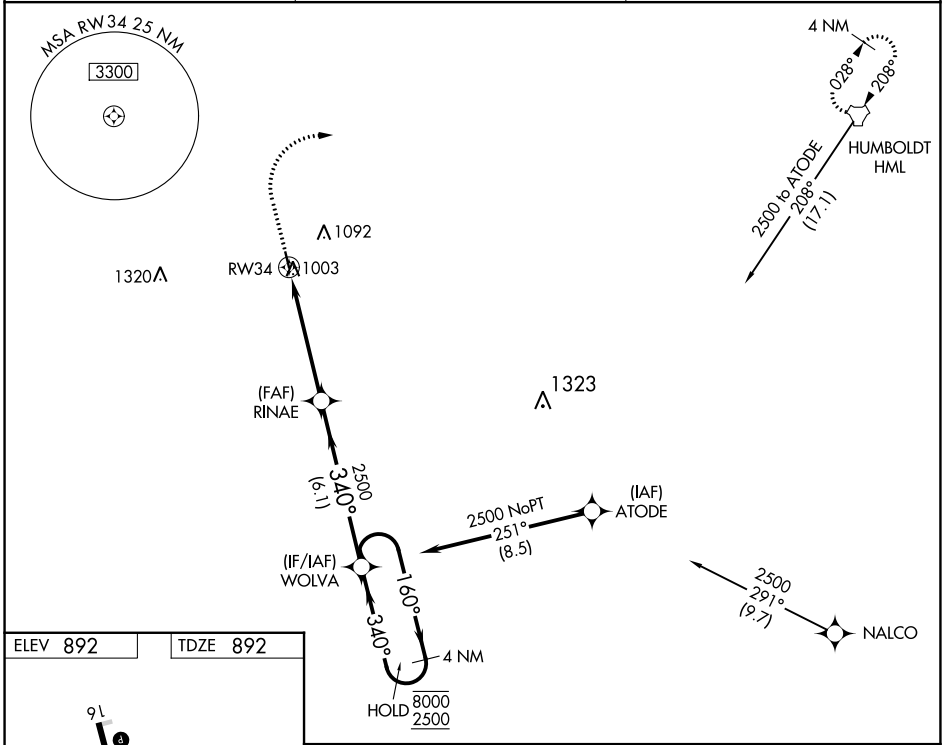 MSA RW34 25 NM
3300
4 NM
028°
208°
HUMBOLDT
HML
2500 to ATODE
208°
(17.1)
1092
1320
RW34
1003
(FAF)
RINAE
1323
2500
340°
(6.1)
(IAF)
ATODE
2500 NoPT
251°
(8.5)
(IF/IAF)
WOLVA
160°
340°
2500
291°
(9.7)
NALCO
4 NM
HOLD
8000
2500
ELEV 892
TDZE 892
16
P